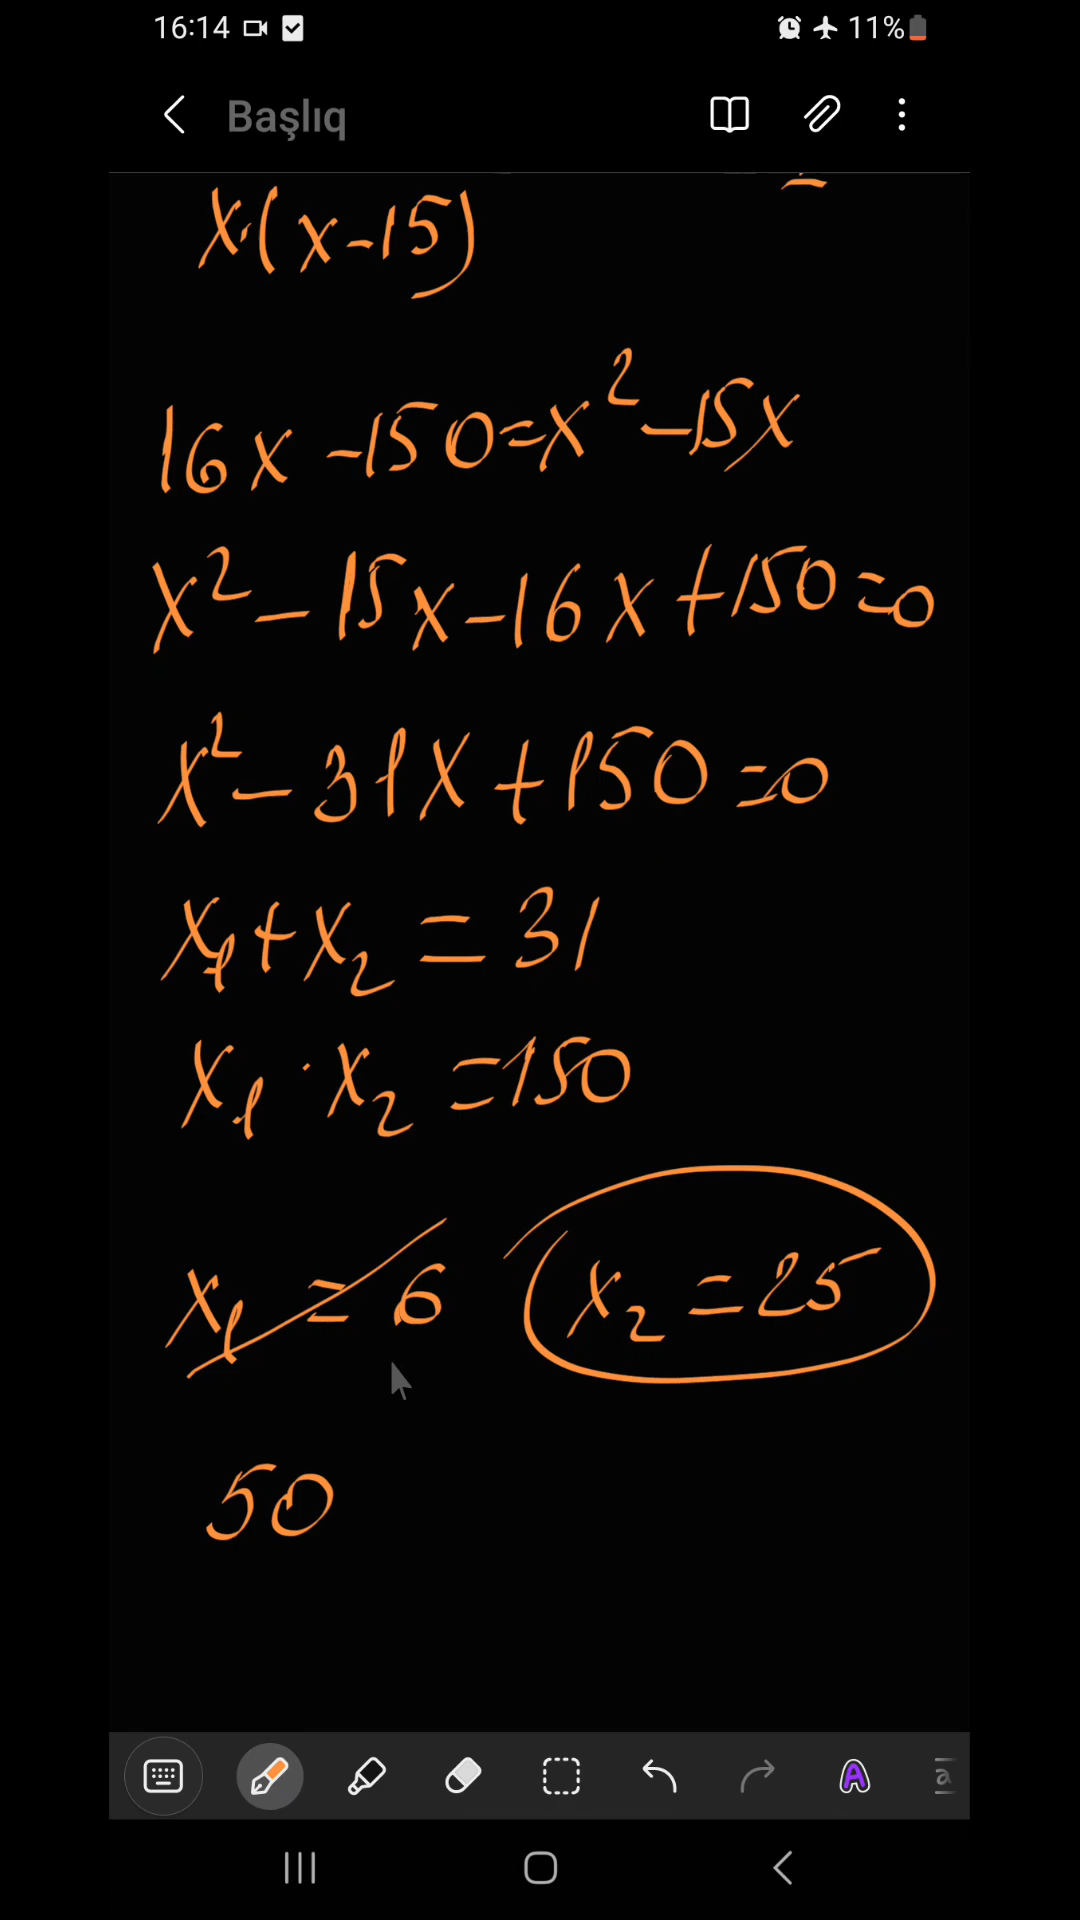 16:14 11%
Başlıq
x·(x-15)
16x-150=x²-15x
x²-15x-16x+150=0
x²-31x+150=0
x₁+x₂=31
x₁·x₂=150
x₁=6 x₂=25
50
A a